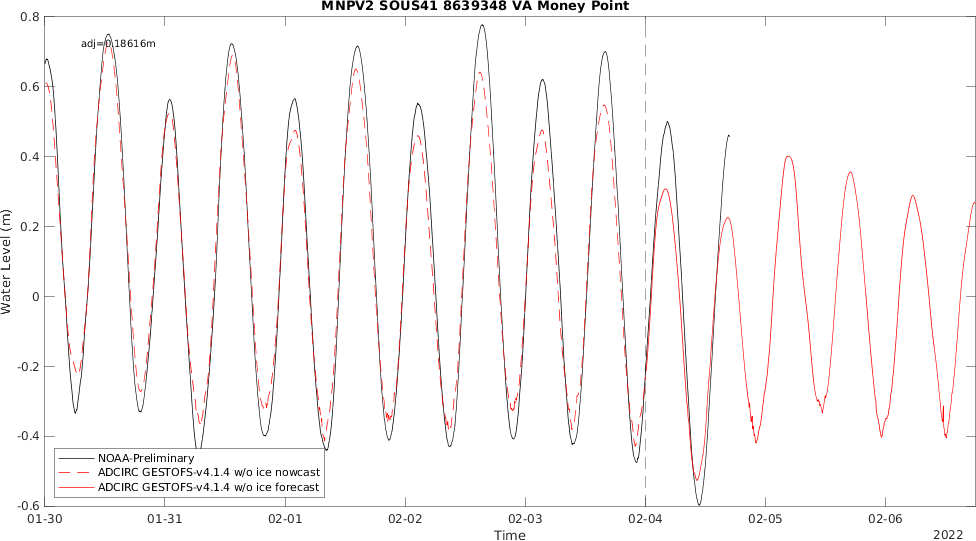 MNPV2 SOUS41 8639348 VA Money Point
adj=0.18616m
0.8
0.6
0.4
0.2
0
-0.2
-0.4
-0.6
Water Level (m)
NOAA-Preliminary
ADCIRC GESTOFS-v4.1.4 w/o ice nowcast
ADCIRC GESTOFS-v4.1.4 w/o ice forecast
01-30 01-31 02-01 02-02 02-03 02-04 02-05 02-06
Time
2022